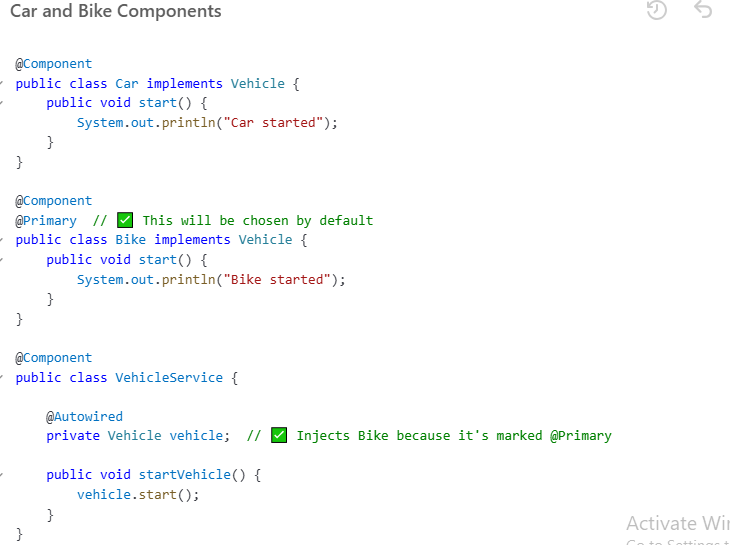 Car and Bike Components
@Component
public class Car implements Vehicle {
    public void start() {
        System.out.println("Car started");
    }
}
@Component
@Primary  // ✅ This will be chosen by default
public class Bike implements Vehicle {
    public void start() {
        System.out.println("Bike started");
    }
}
@Component
public class VehicleService {
    @Autowired
    private Vehicle vehicle;  // ✅ Injects Bike because it's marked @Primary
    public void startVehicle() {
        vehicle.start();
    }
}
Activate Wi
Go to Settings